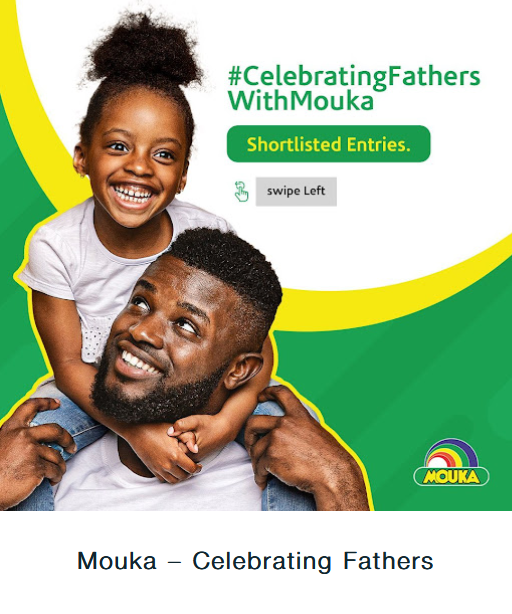 #CelebratingFathers
WithMouka
Shortlisted Entries.
swipe Left
MOUKA
Mouka – Celebrating Fathers